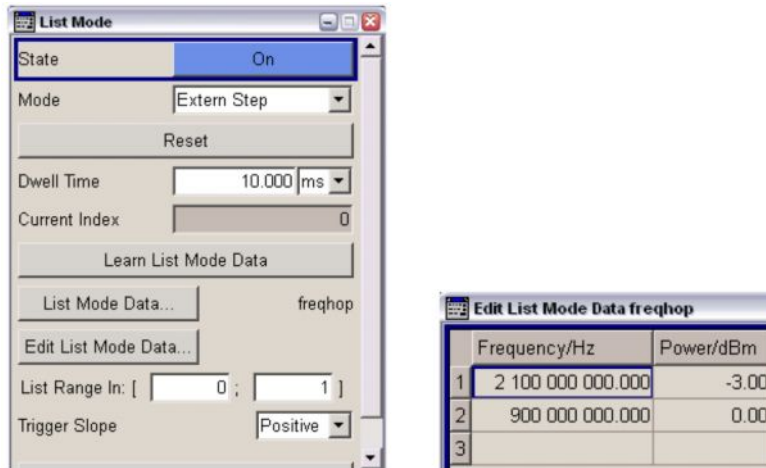 List Mode
State On
Mode Extern Step
Reset
Dwell Time 10.000 ms
Current Index 0
Learn List Mode Data
List Mode Data... freqhop
Edit List Mode Data...
List Range In: [ 0 ; 1 ]
Trigger Slope Positive
Edit List Mode Data freqhop
Frequency/Hz Power/dBm
1 2 100 000 000.000 -3.00
2 900 000 000.000 0.00
3